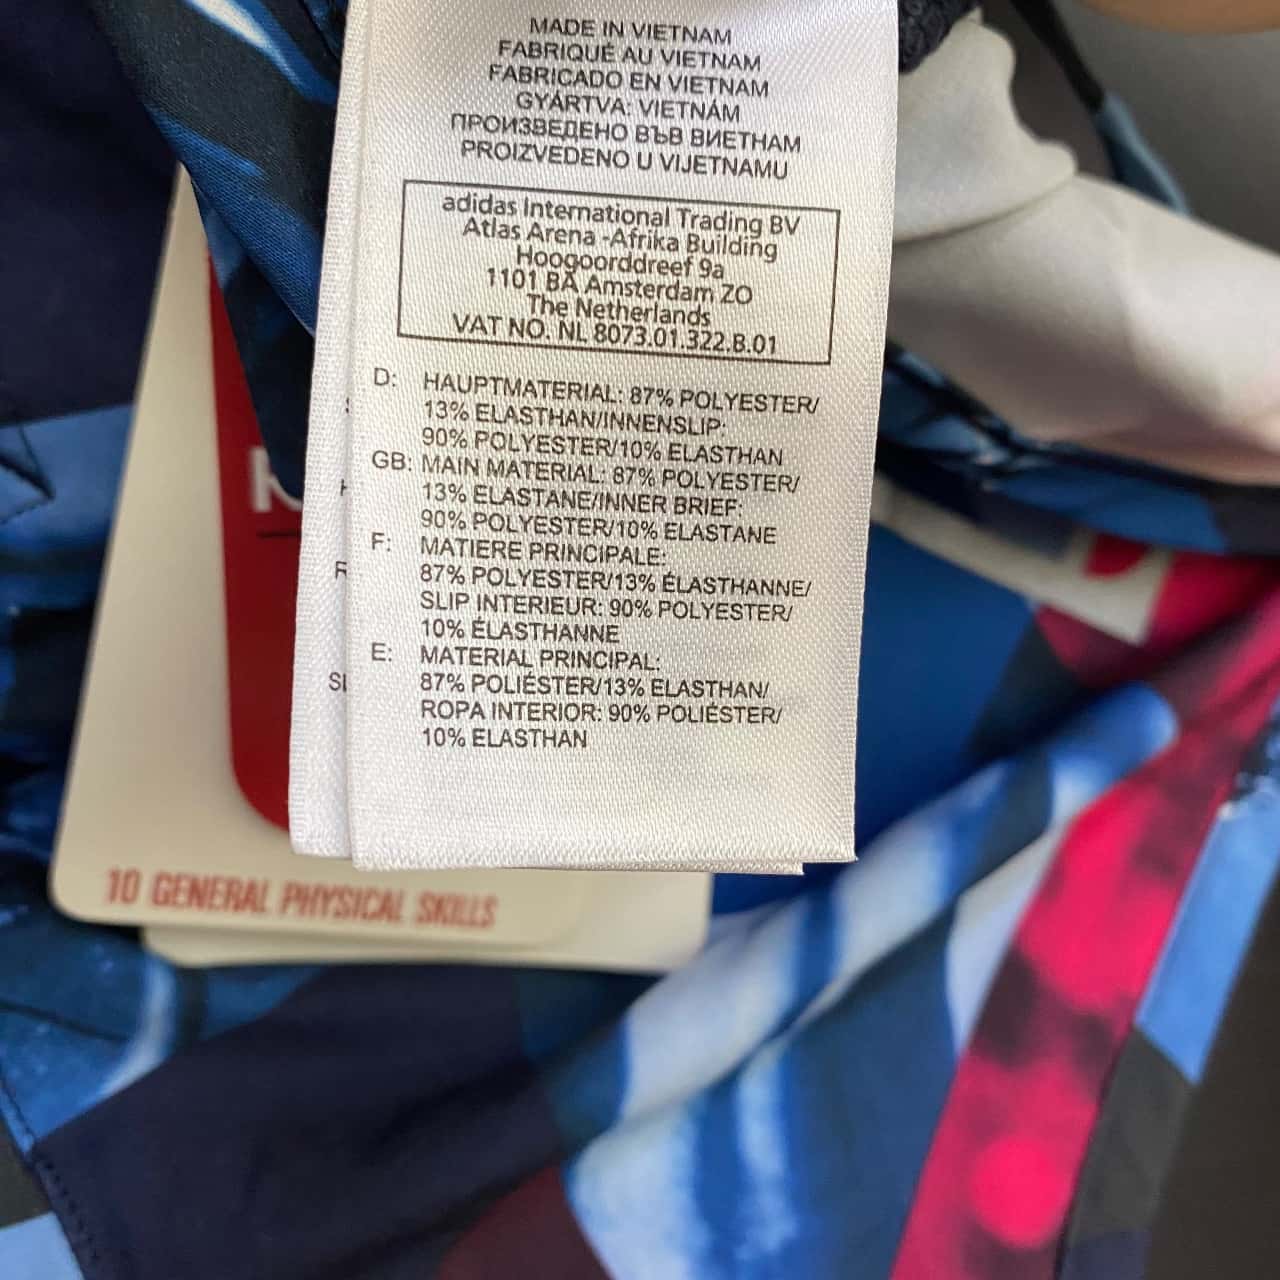 MADE IN VIETNAM
FABRIQUÉ AU VIETNAM
FABRICADO EN VIETNAM
GYÁRTVA: VIETNÁM
ПРОИЗВЕДЕНО ВЪВ ВИЕТНАМ
PROIZVEDENO U VIJETNAMU
adidas International Trading BV
Atlas Arena -Afrika Building
Hoogoorddreef 9a
1101 BA Amsterdam ZO
The Netherlands
VAT NO. NL 8073.01.322.B.01
D: HAUPTMATERIAL: 87% POLYESTER/
13% ELASTHAN/INNENSLIP:
90% POLYESTER/10% ELASTHAN
GB: MAIN MATERIAL: 87% POLYESTER/
13% ELASTANE/INNER BRIEF:
90% POLYESTER/10% ELASTANE
F: MATIERE PRINCIPALE:
87% POLYESTER/13% ÉLASTHANNE/
SLIP INTERIEUR: 90% POLYESTER/
10% ÉLASTHANNE
E: MATERIAL PRINCIPAL:
87% POLIÉSTER/13% ELASTHAN/
ROPA INTERIOR: 90% POLIÉSTER/
10% ELASTHAN
10 GENERAL PHYSICAL SKILLS